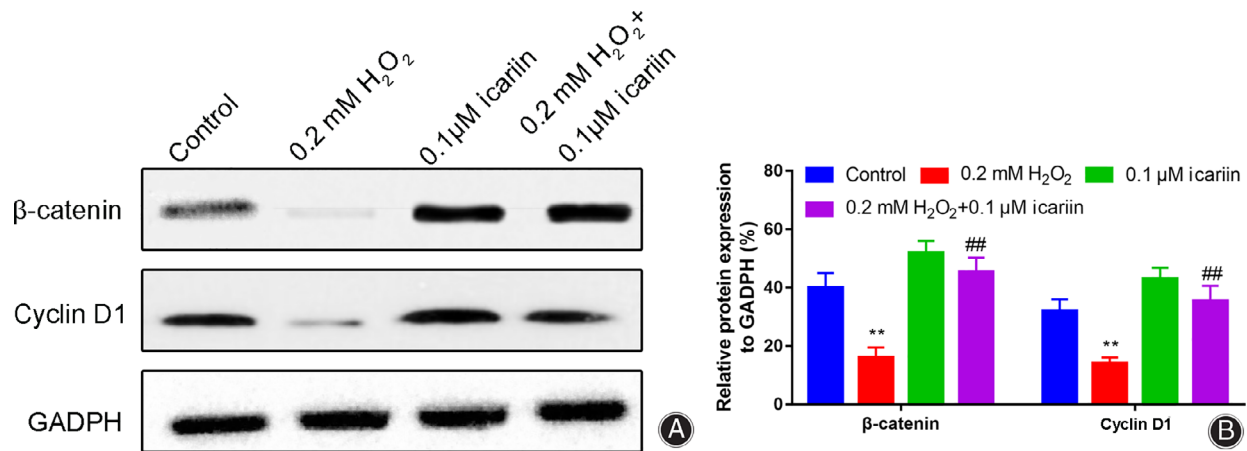 Control
0.2 mM H₂O₂
0.1µM icariin
0.2 mM H₂O₂+
0.1µM icariin
β-catenin
Cyclin D1
GADPH
A
Relative protein expression
to GADPH (%)
80
60
40
20
0
Control
0.2 mM H₂O₂
0.1 µM icariin
0.2 mM H₂O₂+0.1 µM icariin
**
##
**
##
β-catenin
Cyclin D1
B